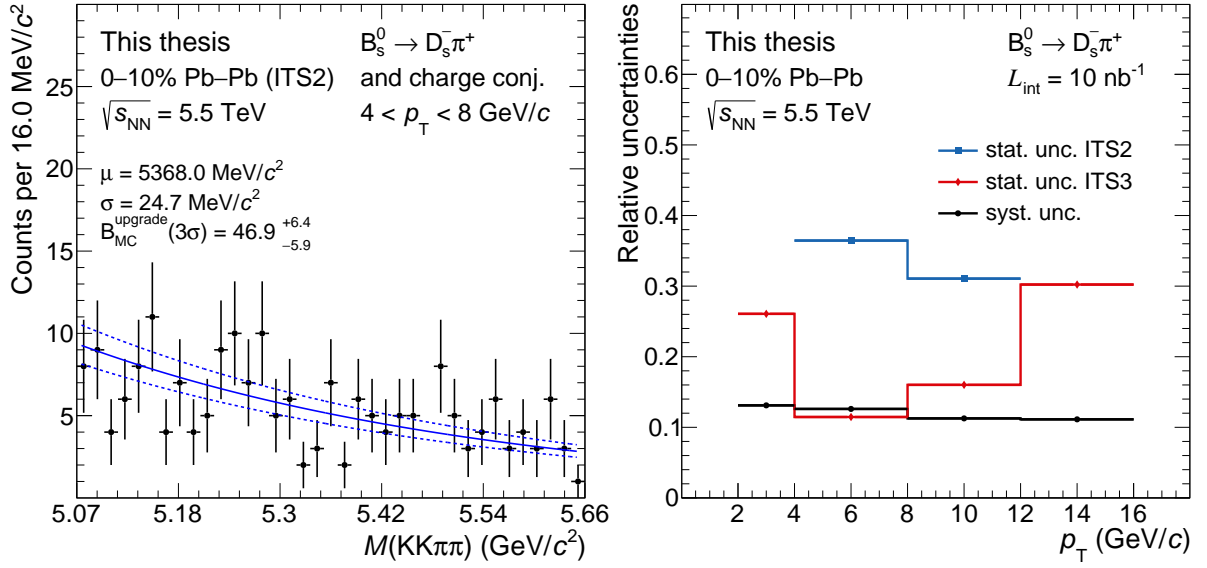 This thesis
0–10% Pb–Pb (ITS2)
√sNN = 5.5 TeV
B0s → D−sπ+
and charge conj.
4 < pT < 8 GeV/c
μ = 5368.0 MeV/c2
σ = 24.7 MeV/c2
BupgradeMC(3σ) = 46.9 +6.4 −5.9
Counts per 16.0 MeV/c2
25
20
15
10
5
5.07 5.18 5.3 5.42 5.54 5.66
M(KKππ) (GeV/c2)
This thesis
0–10% Pb–Pb
√sNN = 5.5 TeV
B0s → D−sπ+
Lint = 10 nb-1
stat. unc. ITS2
stat. unc. ITS3
syst. unc.
Relative uncertainties
0.6
0.5
0.4
0.3
0.2
0.1
0
2 4 6 8 10 12 14 16
pT (GeV/c)